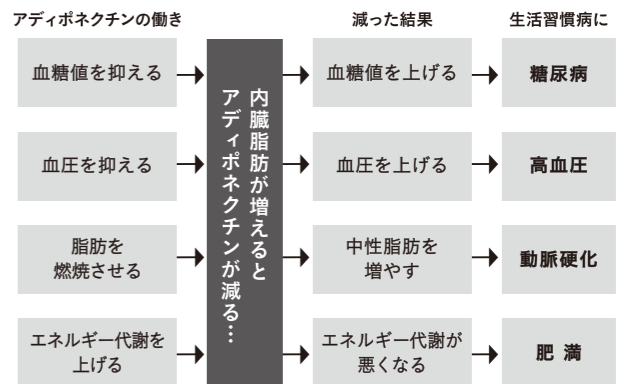 アディポネクチンの働き
減った結果
生活習慣病に
血糖値を抑える
血圧を抑える
脂肪を
燃焼させる
エネルギー代謝を
上げる
内臓脂肪が増えると
アディポネクチンが減る…
血糖値を上げる
血圧を上げる
中性脂肪を
増やす
エネルギー代謝が
悪くなる
糖尿病
高血圧
動脈硬化
肥 満